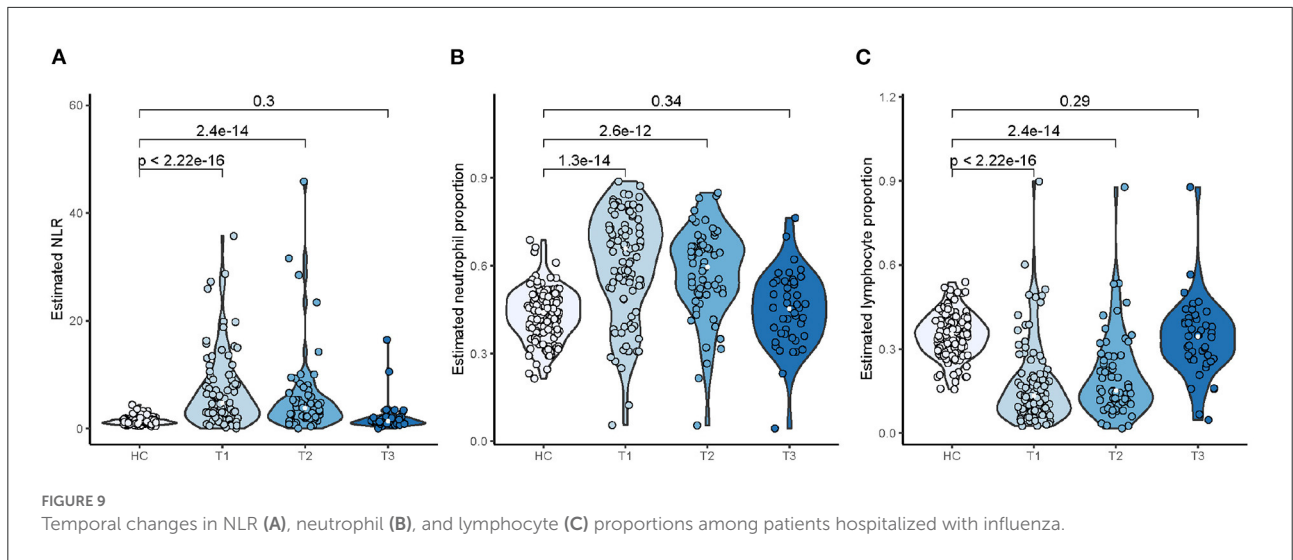 A
B
C
Estimated NLR
60
40
20
0
0.3
2.4e-14
p < 2.22e-16
HC
T1
T2
T3
Estimated neutrophil proportion
0.9
0.6
0.3
0.0
0.34
2.6e-12
1.3e-14
HC
T1
T2
T3
Estimated lymphocyte proportion
1.2
0.9
0.6
0.3
0.0
0.29
2.4e-14
p < 2.22e-16
HC
T1
T2
T3
FIGURE 9
Temporal changes in NLR (A), neutrophil (B), and lymphocyte (C) proportions among patients hospitalized with influenza.